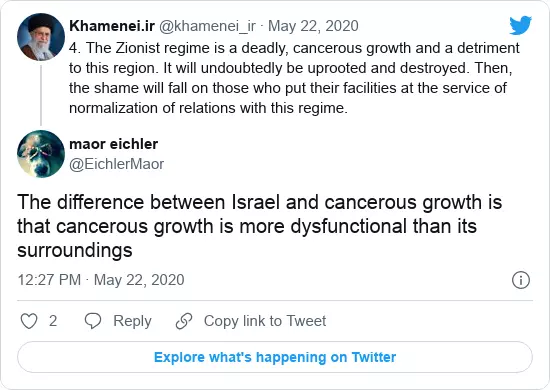 Khamenei.ir @khamenei_ir · May 22, 2020
4. The Zionist regime is a deadly, cancerous growth and a detriment
to this region. It will undoubtedly be uprooted and destroyed. Then,
the shame will fall on those who put their facilities at the service of
normalization of relations with this regime.
maor eichler
@EichlerMaor
The difference between Israel and cancerous growth is
that cancerous growth is more dysfunctional than its
surroundings
12:27 PM · May 22, 2020
2 Reply Copy link to Tweet
Explore what's happening on Twitter